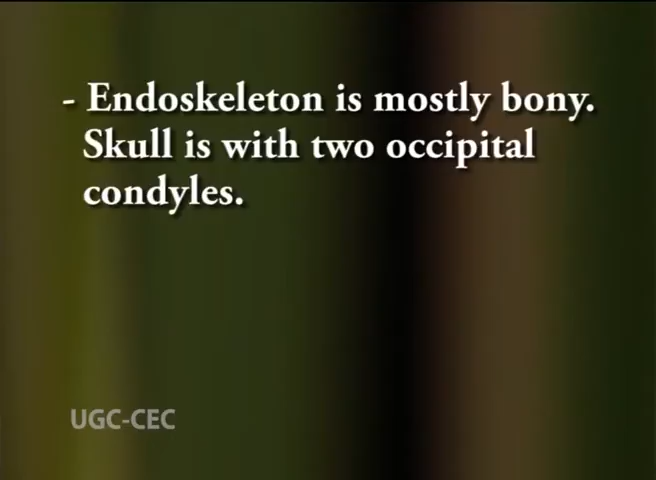 - Endoskeleton is mostly bony.
Skull is with two occipital
condyles.
UGC-CEC